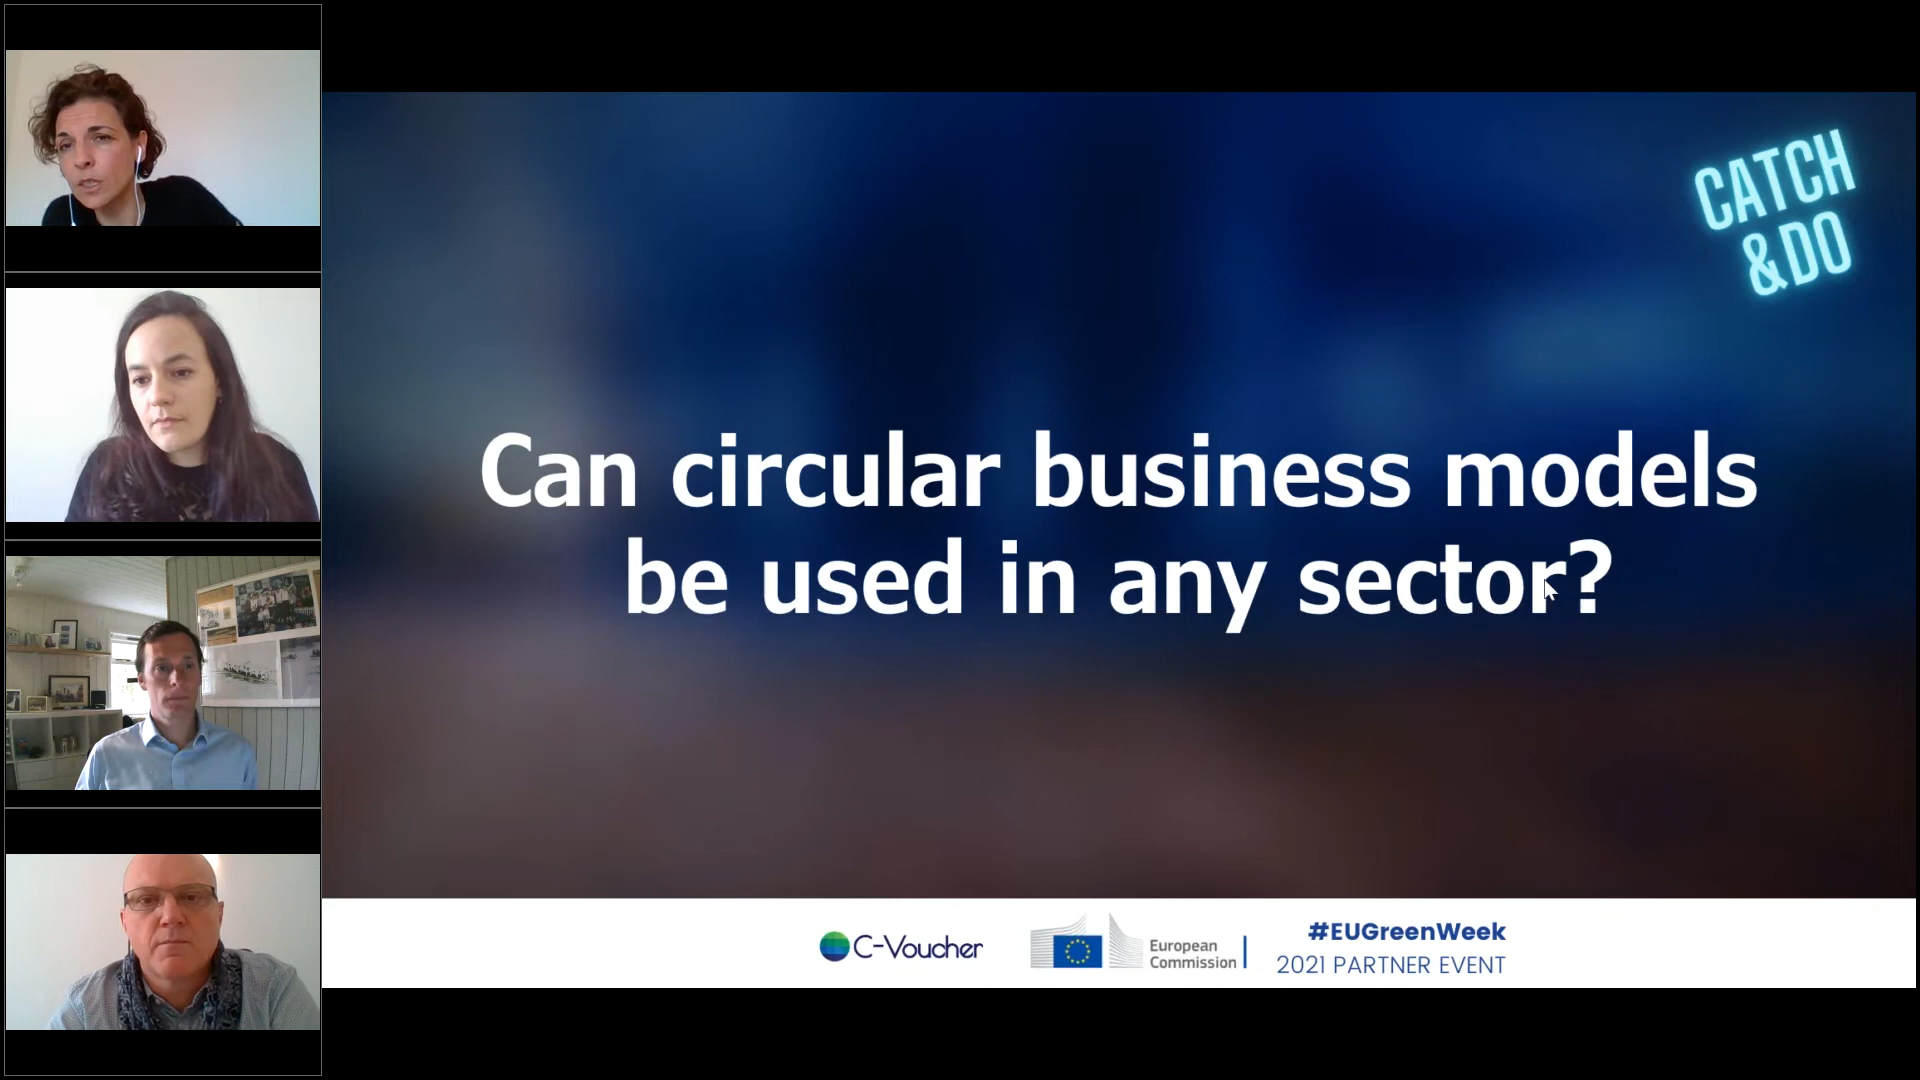 CATCH
&DO
Can circular business models
be used in any sector?
C-Voucher
European
Commission
#EUGreenWeek
2021 PARTNER EVENT